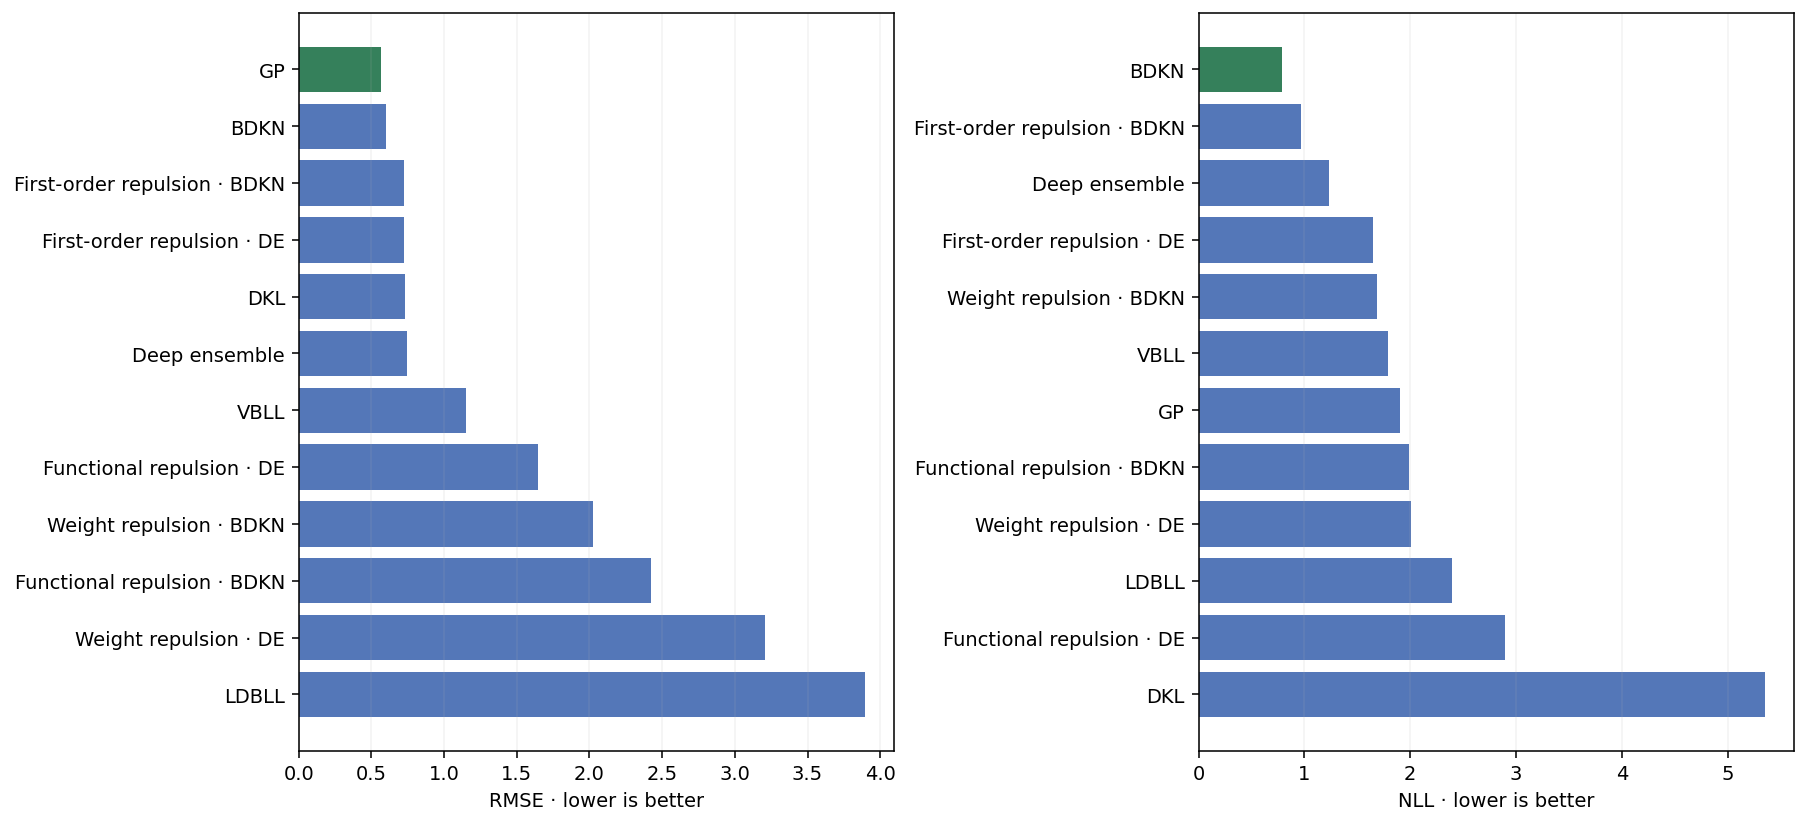 GP
BDKN
First-order repulsion · BDKN
First-order repulsion · DE
DKL
Deep ensemble
VBLL
Functional repulsion · DE
Weight repulsion · BDKN
Functional repulsion · BDKN
Weight repulsion · DE
LDBLL
0.0 0.5 1.0 1.5 2.0 2.5 3.0 3.5 4.0
RMSE · lower is better
BDKN
First-order repulsion · BDKN
Deep ensemble
First-order repulsion · DE
Weight repulsion · BDKN
VBLL
GP
Functional repulsion · BDKN
Weight repulsion · DE
LDBLL
Functional repulsion · DE
DKL
0 1 2 3 4 5
NLL · lower is better